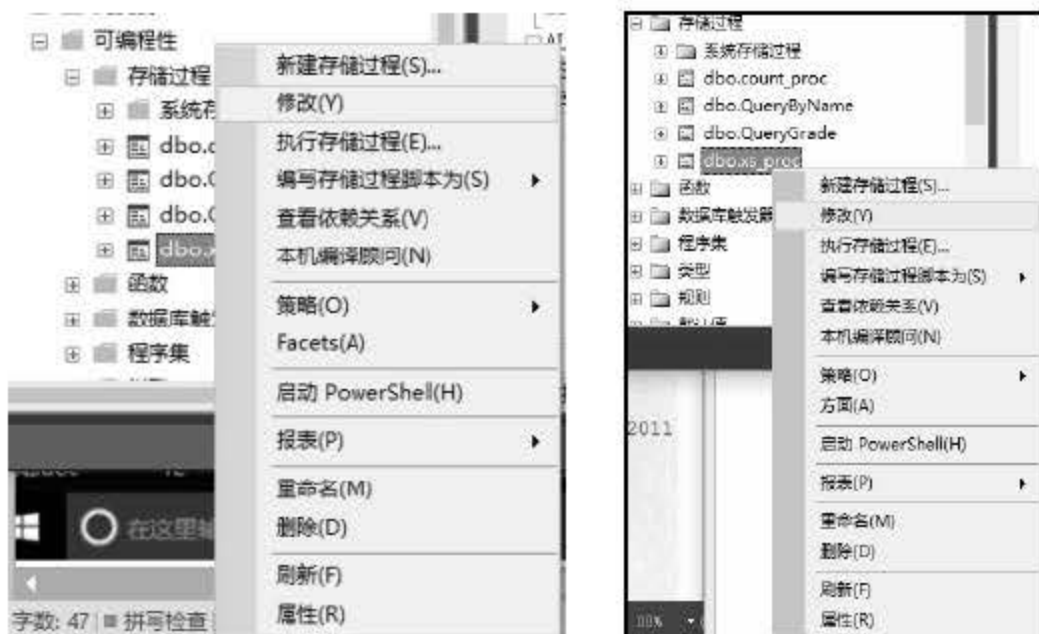 可编程性
存储过程
系统存
dbo.c
dbo.Q
dbo.Q
dbo.x
函数
数据库触
程序集
新建存储过程(S)...
修改(Y)
执行存储过程(E)...
编写存储过程脚本为(S)
查看依赖关系(V)
本机编译顾问(N)
策略(O)
Facets(A)
启动 PowerShell(H)
报表(P)
重命名(M)
删除(D)
刷新(F)
属性(R)
在这里输
字数: 47
拼写检查
存储过程
系统存储过程
dbo.count_proc
dbo.QueryByName
dbo.QueryGrade
dbo.xs_proc
函数
数据库触发器
程序集
类型
规则
默认值
2011
新建存储过程(S)...
修改(Y)
执行存储过程(E)...
编写存储过程脚本为(S)
查看依赖关系(V)
本机编译顾问(N)
策略(O)
方面(A)
启动 PowerShell(H)
报表(P)
重命名(M)
删除(D)
刷新(F)
属性(R)